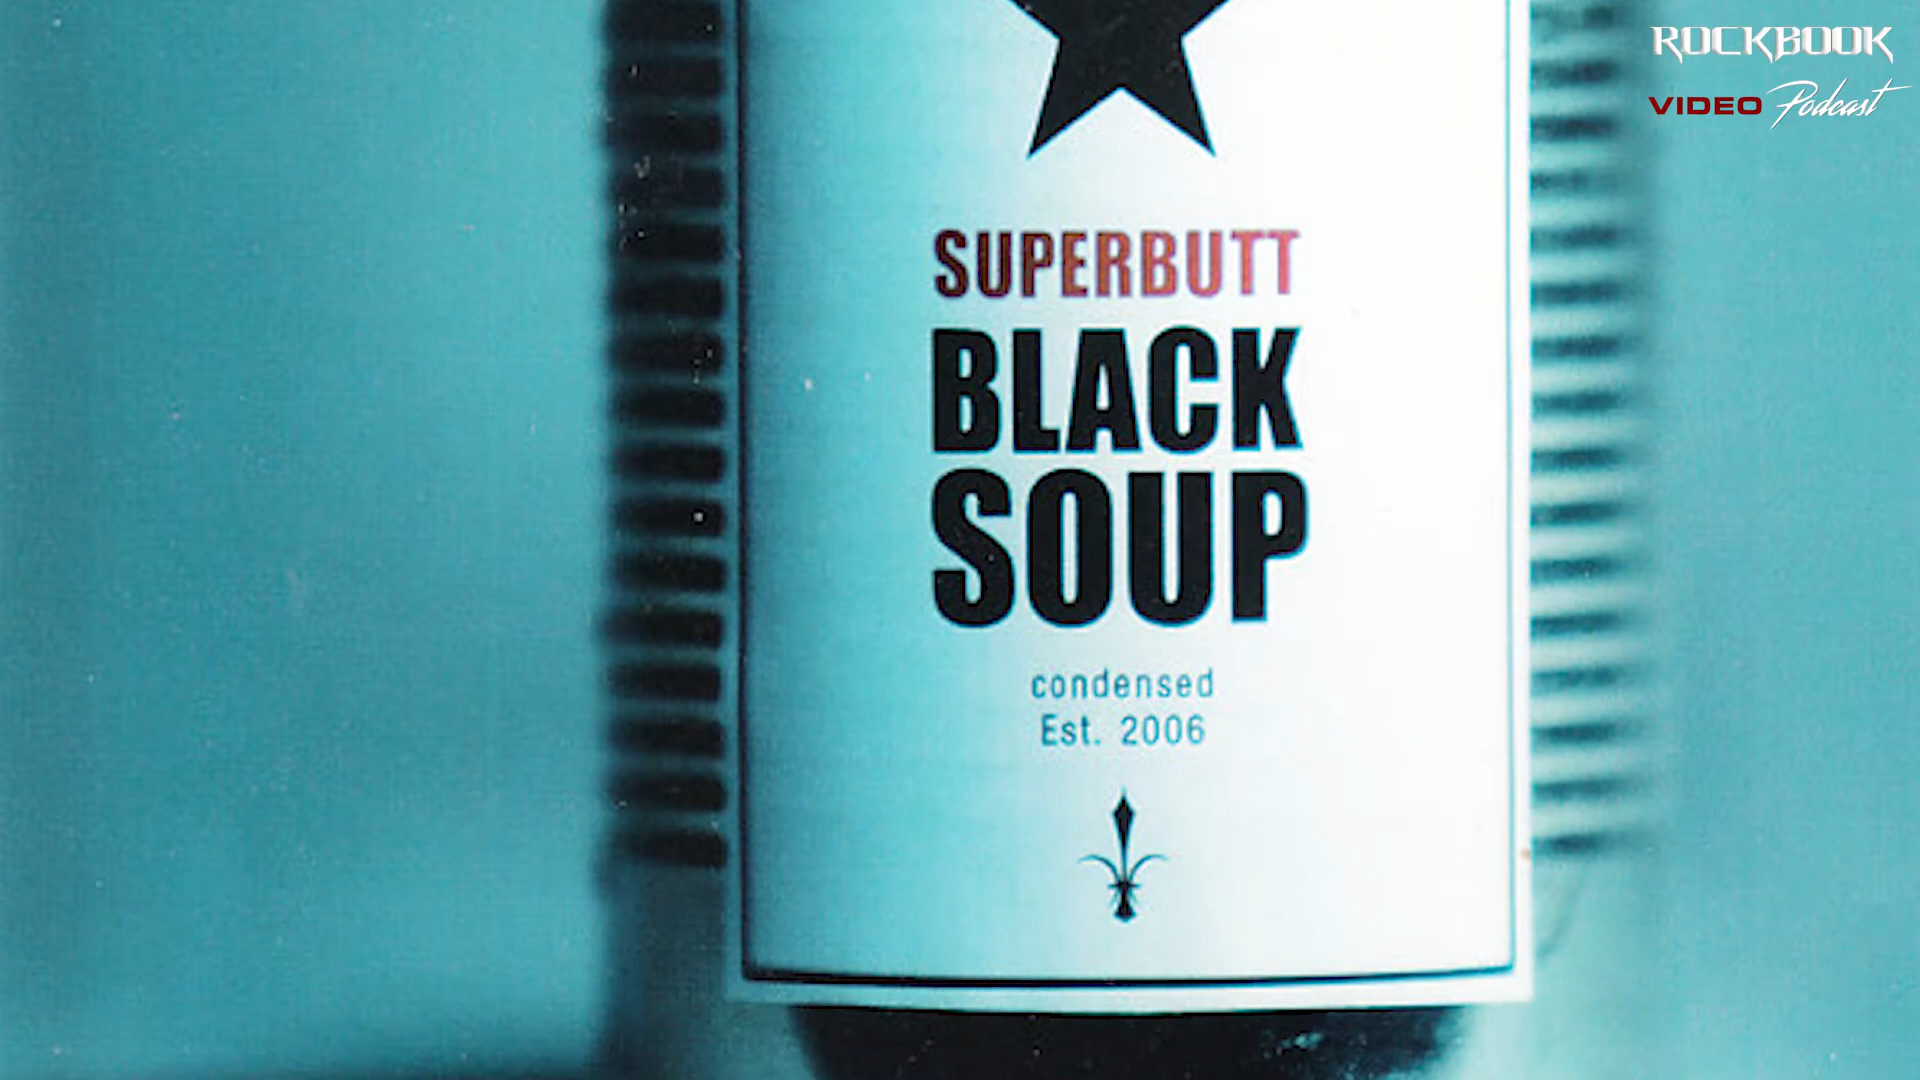 ROCKBOOK
VIDEO Podcast
SUPERBUTT
BLACK
SOUP
condensed
Est. 2006